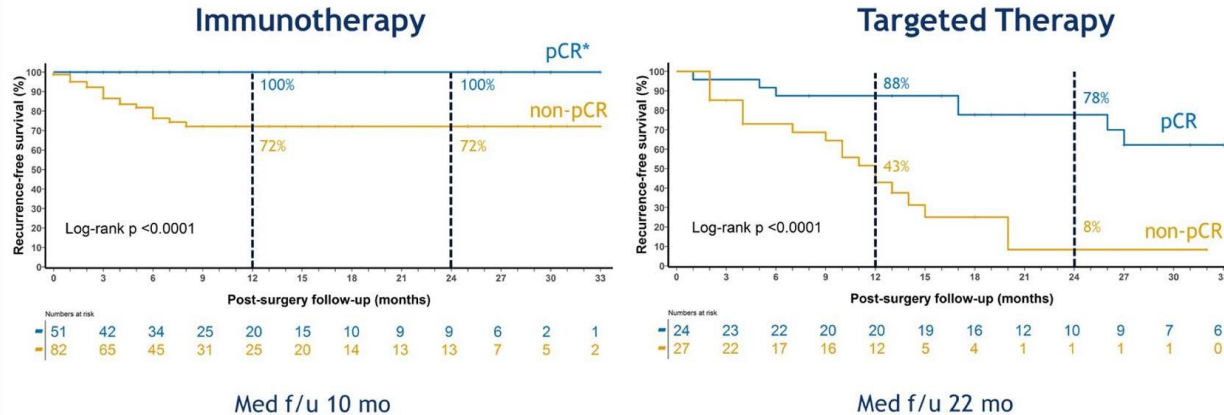 Immunotherapy
pCR*
100%
100%
non-pCR
72%
72%
Recurrence-free survival (%)
100
90
80
70
60
50
40
30
20
10
0
Log-rank p <0.0001
0 3 6 9 12 15 18 21 24 27 30 33
Post-surgery follow-up (months)
Numbers at risk
51 42 34 25 20 15 10 9 9 6 2 1
82 65 45 31 25 20 14 13 13 7 5 2
Med f/u 10 mo
Targeted Therapy
88%
78%
pCR
43%
8%
non-pCR
Recurrence-free survival (%)
100
90
80
70
60
50
40
30
20
10
0
Log-rank p <0.0001
0 3 6 9 12 15 18 21 24 27 30
Post-surgery follow-up (months)
Numbers at risk
24 23 22 20 20 19 16 12 10 9 7 6
27 22 17 16 12 5 4 1 1 1 1 0
Med f/u 22 mo